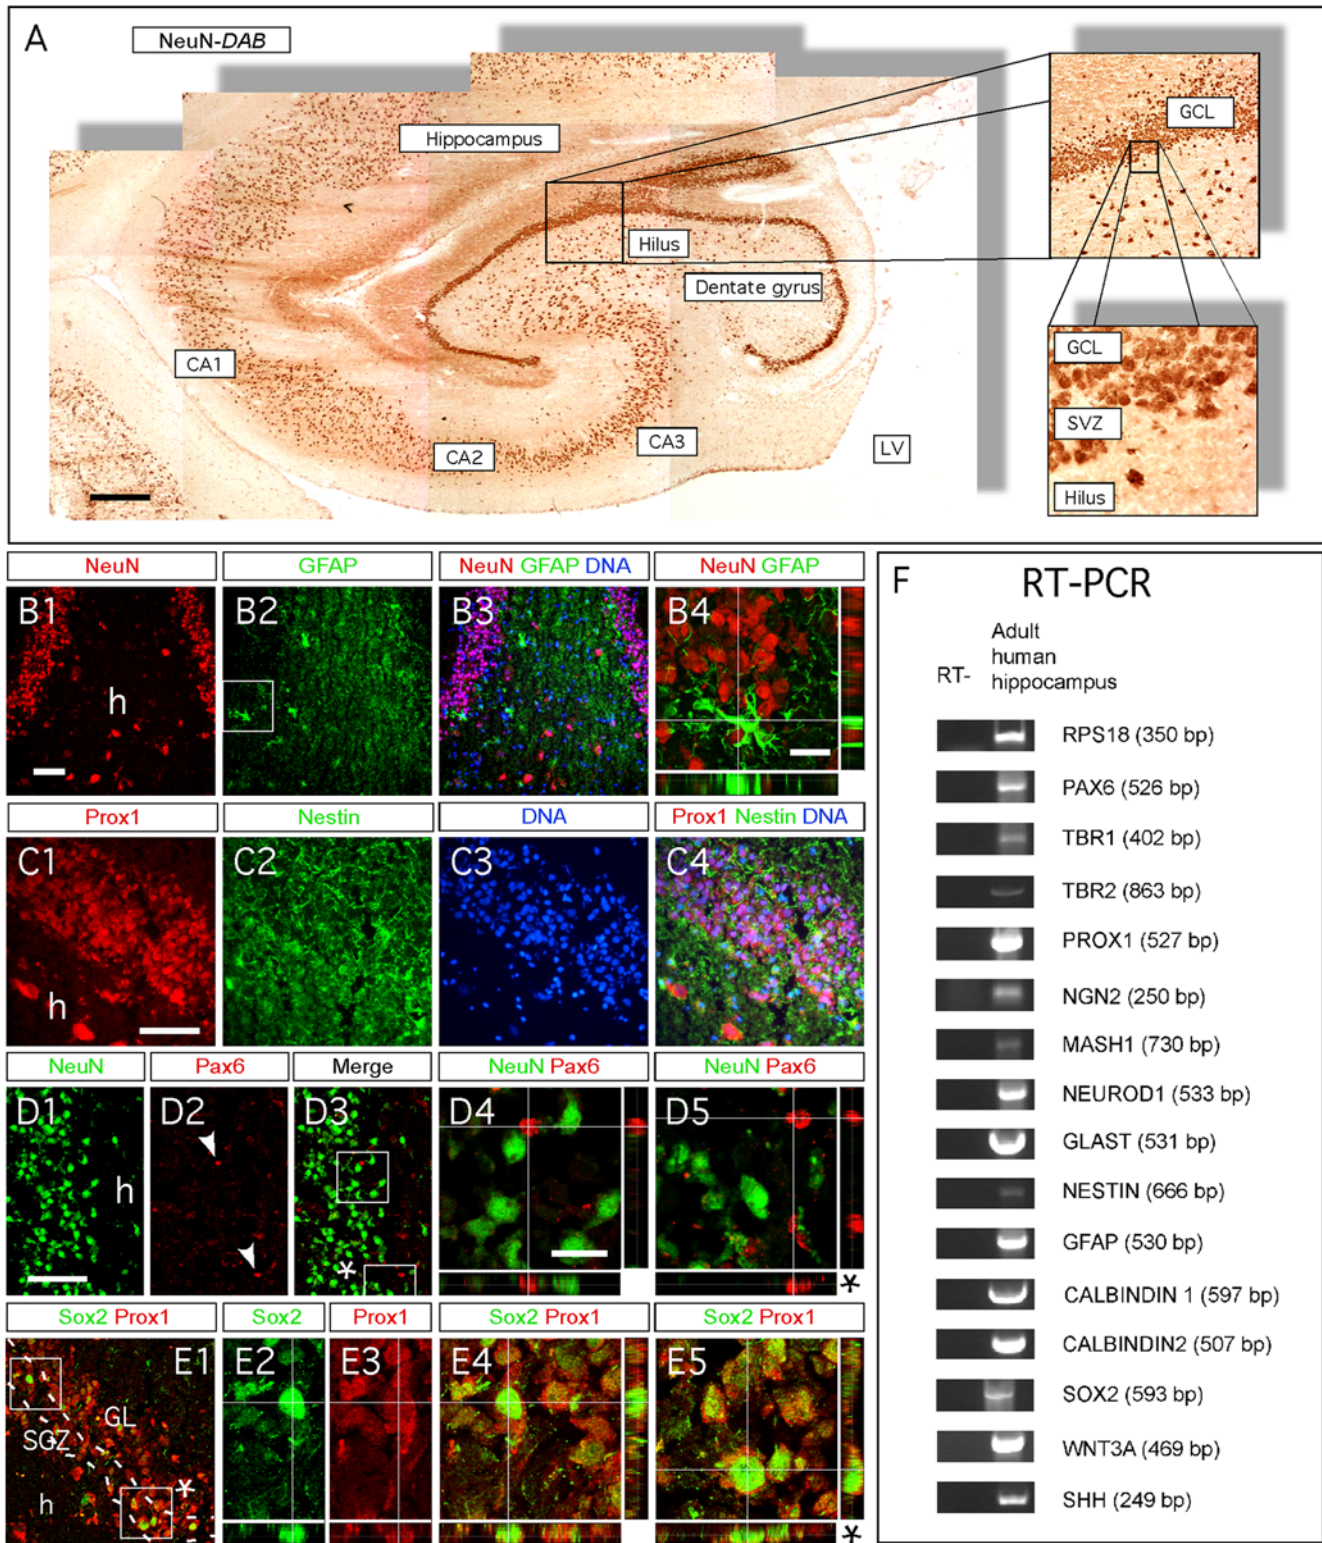 A
NeuN-DAB
Hippocampus
Hilus
Dentate gyrus
CA1
CA2
CA3
LV
GCL
GCL
SVZ
Hilus
NeuN
GFAP
NeuN GFAP DNA
NeuN GFAP
B1
h
B2
B3
B4
Prox1
Nestin
DNA
Prox1 Nestin DNA
C1
h
C2
C3
C4
NeuN
Pax6
Merge
NeuN Pax6
NeuN Pax6
D1
h
D2
D3
*
D4
D5
*
Sox2 Prox1
Sox2
Prox1
Sox2 Prox1
Sox2 Prox1
E1
GL
SGZ
h
*
E2
E3
E4
E5
*
F
RT-PCR
RT-
Adult
human
hippocampus
RPS18 (350 bp)
PAX6 (526 bp)
TBR1 (402 bp)
TBR2 (863 bp)
PROX1 (527 bp)
NGN2 (250 bp)
MASH1 (730 bp)
NEUROD1 (533 bp)
GLAST (531 bp)
NESTIN (666 bp)
GFAP (530 bp)
CALBINDIN 1 (597 bp)
CALBINDIN2 (507 bp)
SOX2 (593 bp)
WNT3A (469 bp)
SHH (249 bp)